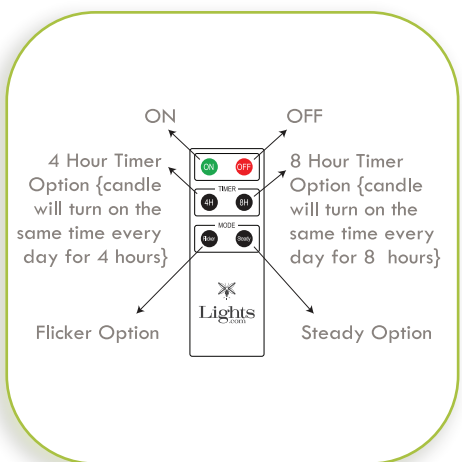 ON
OFF
4 Hour Timer
Option {candle
will turn on the
same time every
day for 4 hours}
8 Hour Timer
Option {candle
will turn on the
same time every
day for 8  hours}
ON
OFF
TIMER
4H
8H
MODE
Flicker
Steady
Lights
.com
Flicker Option
Steady Option